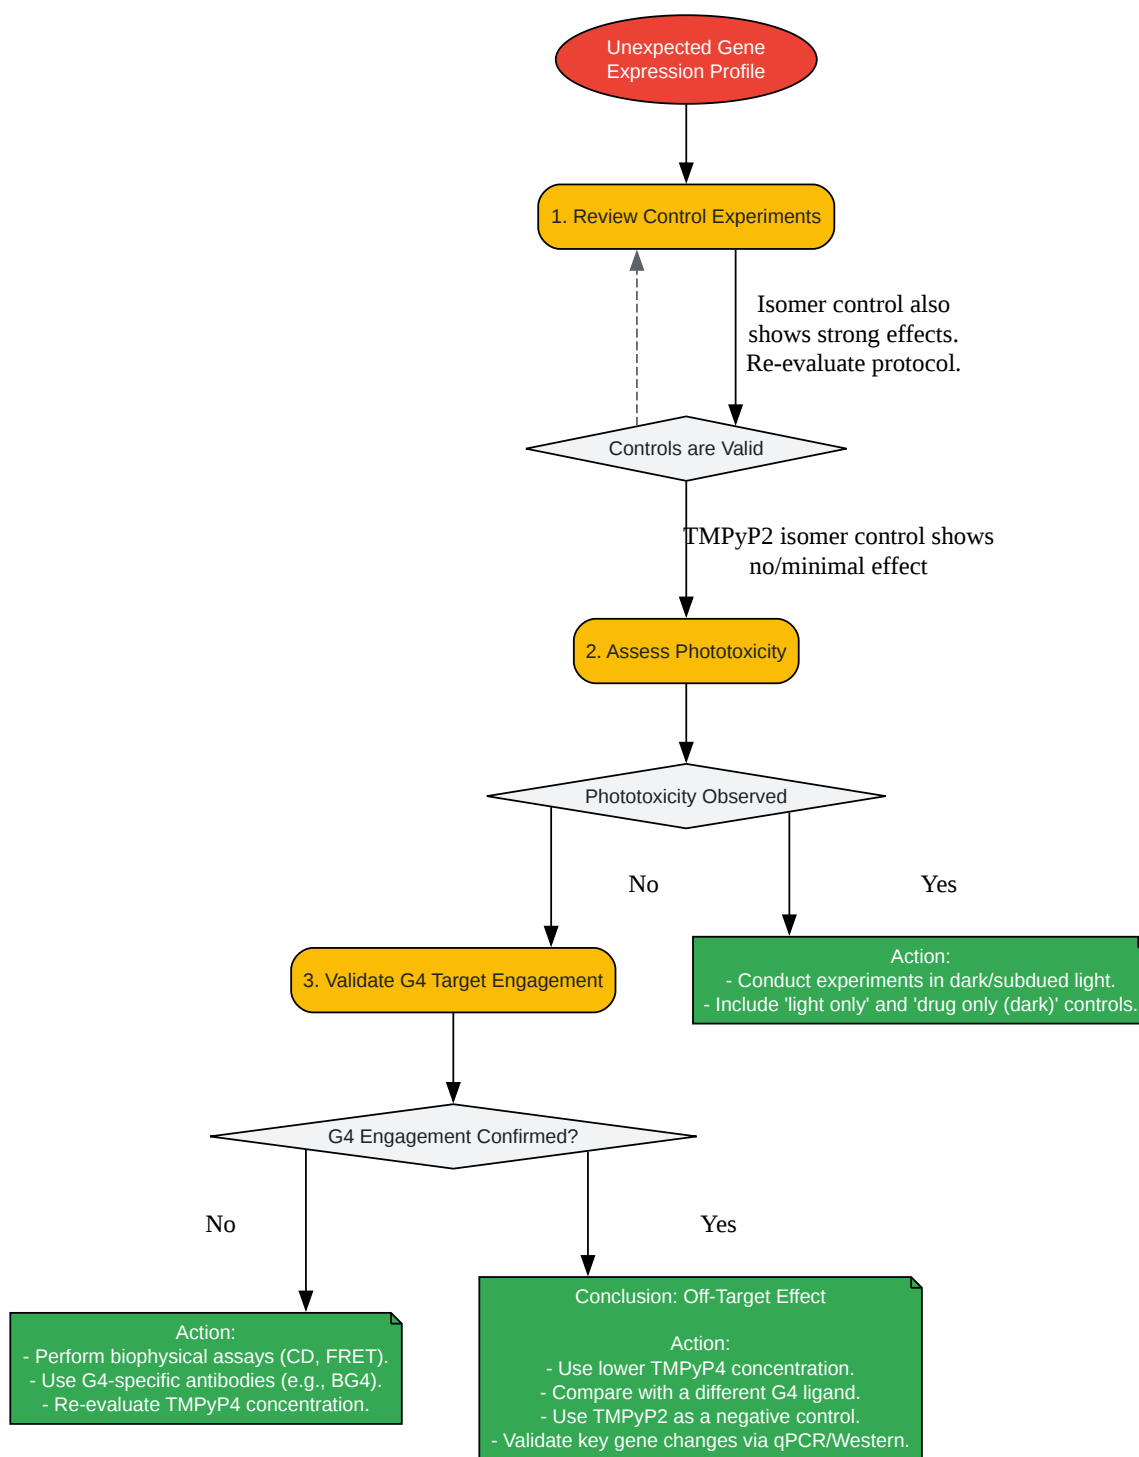 Unexpected Gene
Expression Profile
1. Review Control Experiments
Isomer control also
shows strong effects.
Re-evaluate protocol.
Controls are Valid
TMPyP2 isomer control shows
no/minimal effect
2. Assess Phototoxicity
Phototoxicity Observed
No
Yes
Action:
- Conduct experiments in dark/subdued light.
- Include 'light only' and 'drug only (dark)' controls.
3. Validate G4 Target Engagement
G4 Engagement Confirmed?
No
Yes
Action:
- Perform biophysical assays (CD, FRET).
- Use G4-specific antibodies (e.g., BG4).
- Re-evaluate TMPyP4 concentration.
Conclusion: Off-Target Effect
Action:
- Use lower TMPyP4 concentration.
- Compare with a different G4 ligand.
- Use TMPyP2 as a negative control.
- Validate key gene changes via qPCR/Western.